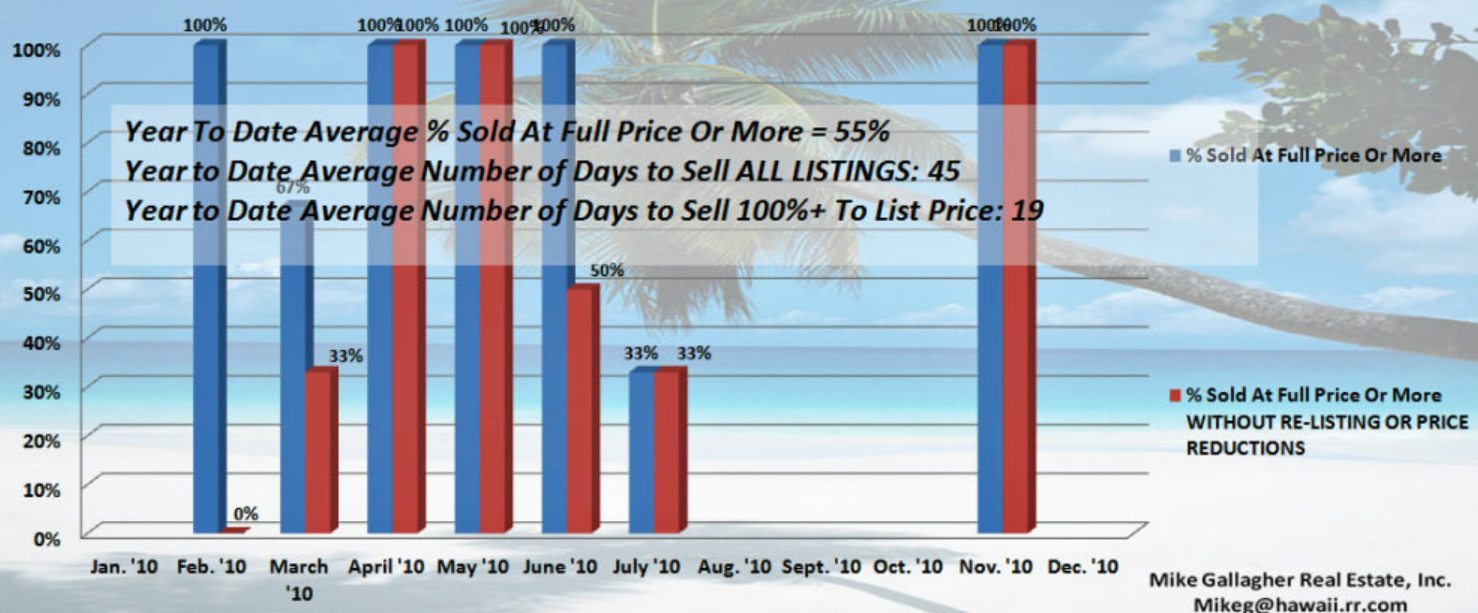 100% 100% 100% 100% 100% 100% 100% 100%
100%
90%
80%
70%
60%
50%
40%
30%
20%
10%
0%
Year To Date Average % Sold At Full Price Or More = 55%
Year to Date Average Number of Days to Sell ALL LISTINGS: 45
67%
Year to Date Average Number of Days to Sell 100%+ To List Price: 19
50%
33%
33% 33%
0%
Jan. '10 Feb. '10 March '10 April '10 May '10 June '10 July '10 Aug. '10 Sept. '10 Oct. '10 Nov. '10 Dec. '10
% Sold At Full Price Or More
% Sold At Full Price Or More
WITHOUT RE-LISTING OR PRICE
REDUCTIONS
Mike Gallagher Real Estate, Inc.
Mikeg@hawaii.rr.com